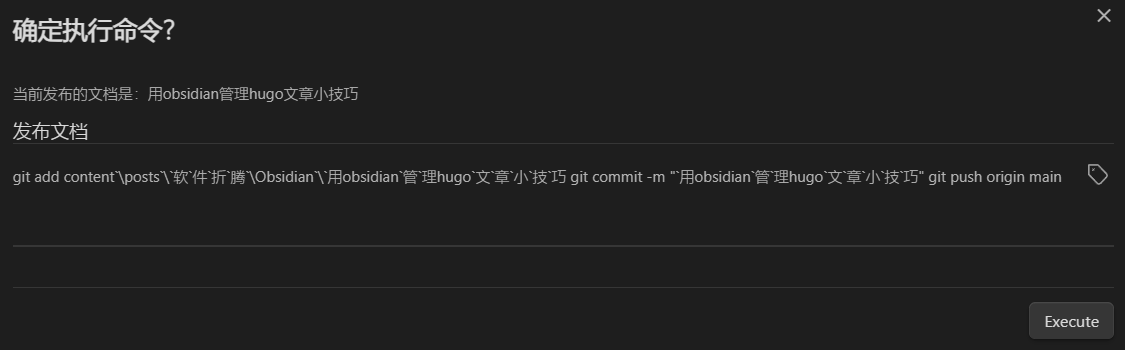 确定执行命令?
当前发布的文档是：用obsidian管理hugo文章小技巧
发布文档
git add content`\posts`\`软`件`折`腾`\Obsidian`\`用obsidian`管`理hugo`文`章`小`技`巧 git commit -m "`用obsidian`管`理hugo`文`章`小`技`巧" git push origin main
Execute